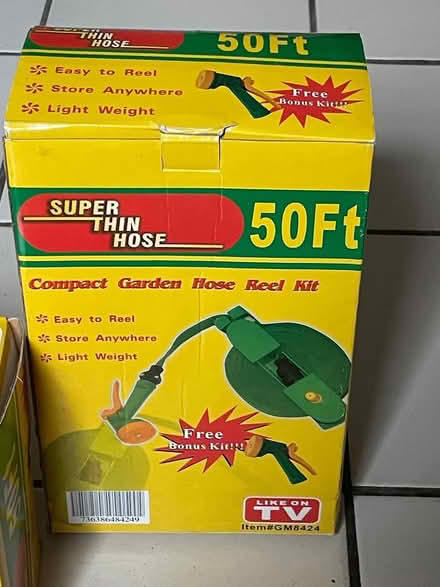 SUPER
THIN
HOSE
50Ft
Easy to Reel
Store Anywhere
Light Weight
Free
Bonus Kit!!!
SUPER
THIN
HOSE
50Ft
Compact Garden Hose Reel Kit
Easy to Reel
Store Anywhere
Light Weight
Free
Bonus Kit!!!
736386484249
LIKE ON
TV
Item#GM8424